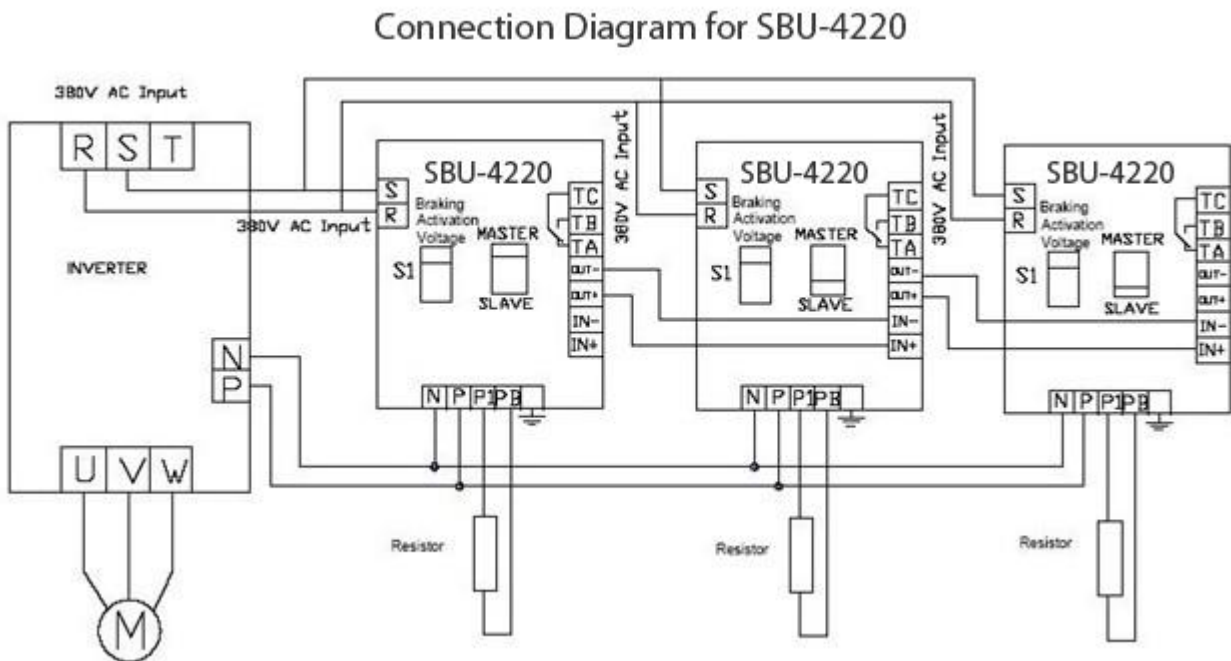 Connection Diagram for SBU-4220
380V AC Input
R S T
INVERTER
N
P
U V W
M
380V AC Input
SBU-4220
S
R
Braking
Activation
Voltage
S1
MASTER
SLAVE
TC
TB
TA
OUT-
OUT+
IN-
IN+
N P P1 PB
Resistor
380V AC Input
SBU-4220
S
R
Braking
Activation
Voltage
S1
MASTER
SLAVE
TC
TB
TA
OUT-
OUT+
IN-
IN+
N P P1 PB
Resistor
380V AC Input
SBU-4220
S
R
Braking
Activation
Voltage
S1
MASTER
SLAVE
TC
TB
TA
OUT-
OUT+
IN-
IN+
N P P1 PB
Resistor